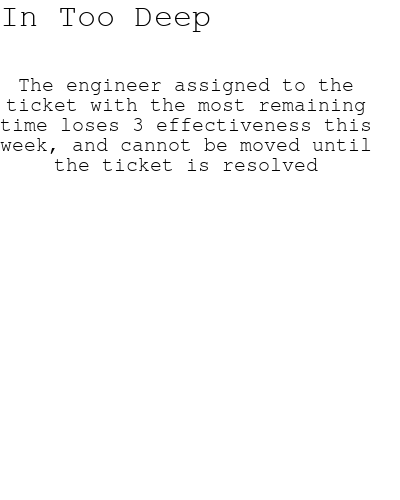 In Too Deep
The engineer assigned to the
ticket with the most remaining
time loses 3 effectiveness this
week, and cannot be moved until
the ticket is resolved